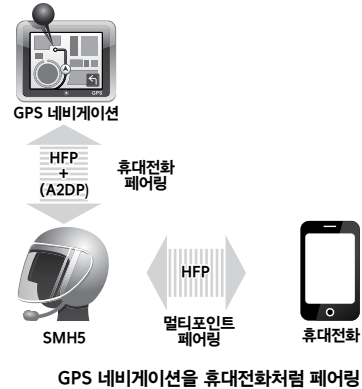 GPS
GPS 네비게이션
HFP
+
(A2DP)
휴대전화
페어링
HFP
SMH5
멀티포인트
페어링
휴대전화
GPS 네비게이션을 휴대전화처럼 페어링